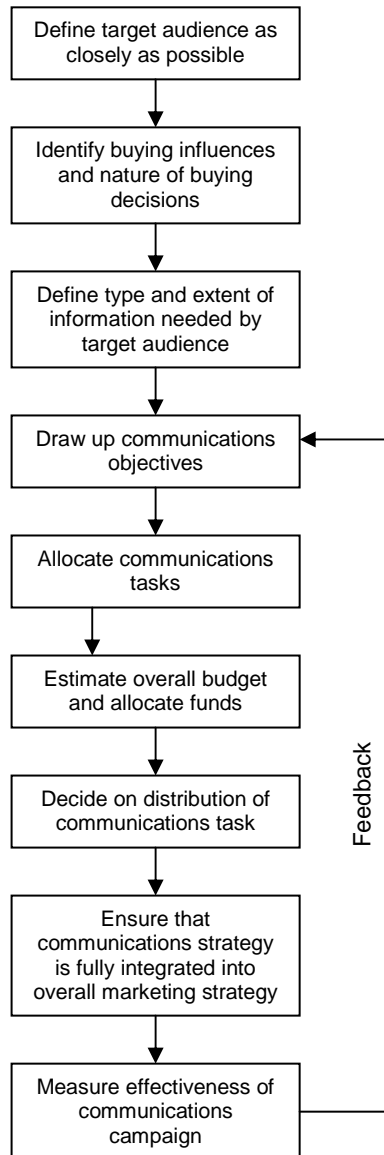 Define target audience as
closely as possible
Identify buying influences
and nature of buying
decisions
Define type and extent of
information needed by
target audience
Draw up communications
objectives
Allocate communications
tasks
Estimate overall budget
and allocate funds
Decide on distribution of
communications task
Ensure that
communications strategy
is fully integrated into
overall marketing strategy
Measure effectiveness of
communications
campaign
Feedback